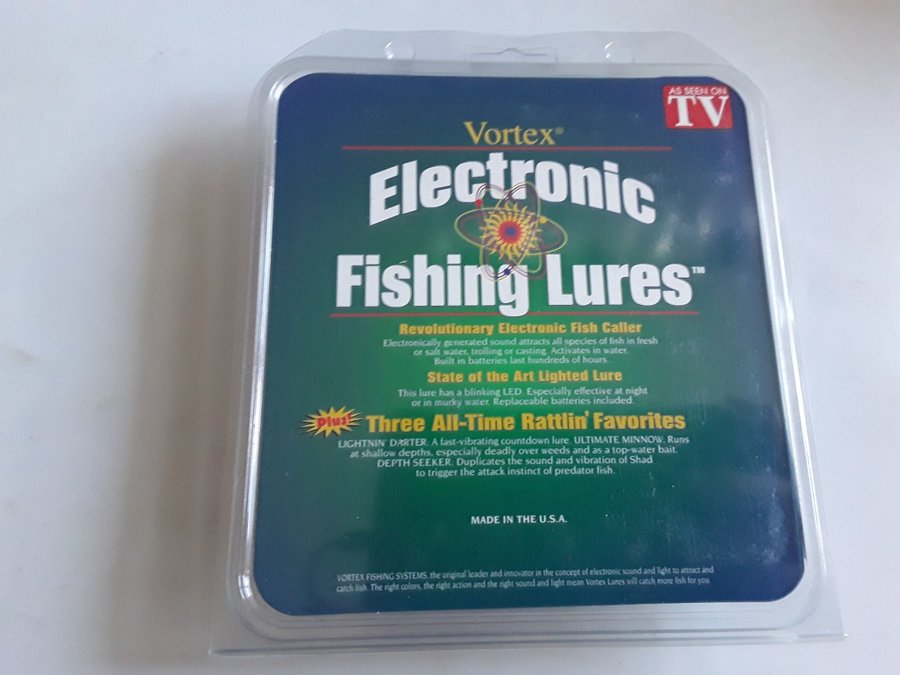 AS SEEN ON
TV
Vortex®
Electronic
Fishing Lures™
Revolutionary Electronic Fish Caller
Electronically generated sound attracts all species of fish in fresh
or salt water, trolling or casting. Activates in water.
Built in batteries last hundreds of hours.
State of the Art Lighted Lure
This lure has a blinking LED. Especially effective at night
or in murky water. Replaceable batteries included.
Plus! Three All-Time Rattlin' Favorites
LIGHTNIN' DARTER: A fast-vibrating countdown lure. ULTIMATE MINNOW: Runs
at shallow depths, especially deadly over weeds and as a top-water bait.
DEPTH SEEKER: Duplicates the sound and vibration of Shad
to trigger the attack instinct of predator fish.
MADE IN THE U.S.A.
VORTEX FISHING SYSTEMS, the original leader and innovator in the concept of electronic sound and light to attract and
catch fish. The right colors, the right action and the right sound and light mean Vortex Lures will catch more fish for you.